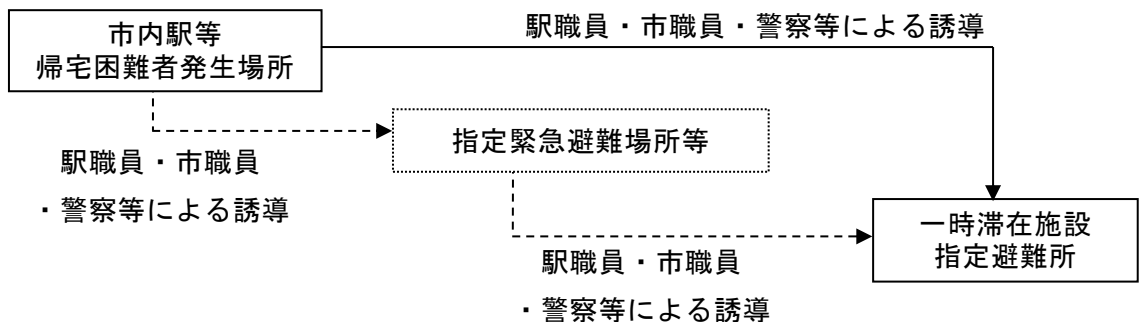 市内駅等
帰宅困難者発生場所
駅職員・市職員・警察等による誘導
指定緊急避難場所等
駅職員・市職員
・警察等による誘導
一時滞在施設
指定避難所
駅職員・市職員
・警察等による誘導